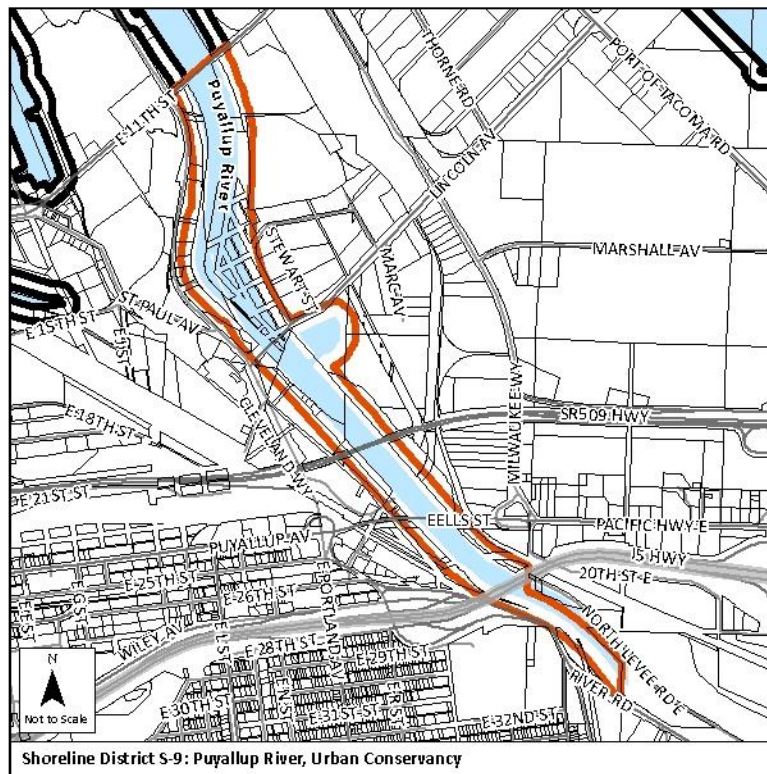 THORNE RD
PORT OF TACOMA RD
E 11TH ST
Puyallup River
LINCOLN AV
STEWART ST
MARC AV
MARSHALL AV
ST PAUL AV
E 15TH ST
E 18TH ST
CLEVELAND WY
MILWAUKEE WY
SR509 HWY
E 21ST ST
EELLS ST
PACIFIC HWY E
PUYALLUP AV
I5 HWY
20TH ST E
E 25TH ST
E 26TH ST
E G ST
E PORTLAND AV
WILEY AV
E L ST
E 28TH ST
E 29TH ST
NORTH LEVEE RD E
RIVER RD
E 30TH ST
E 31ST ST
E R ST
E 32ND ST
N
Not to Scale
Shoreline District S-9: Puyallup River, Urban Conservancy